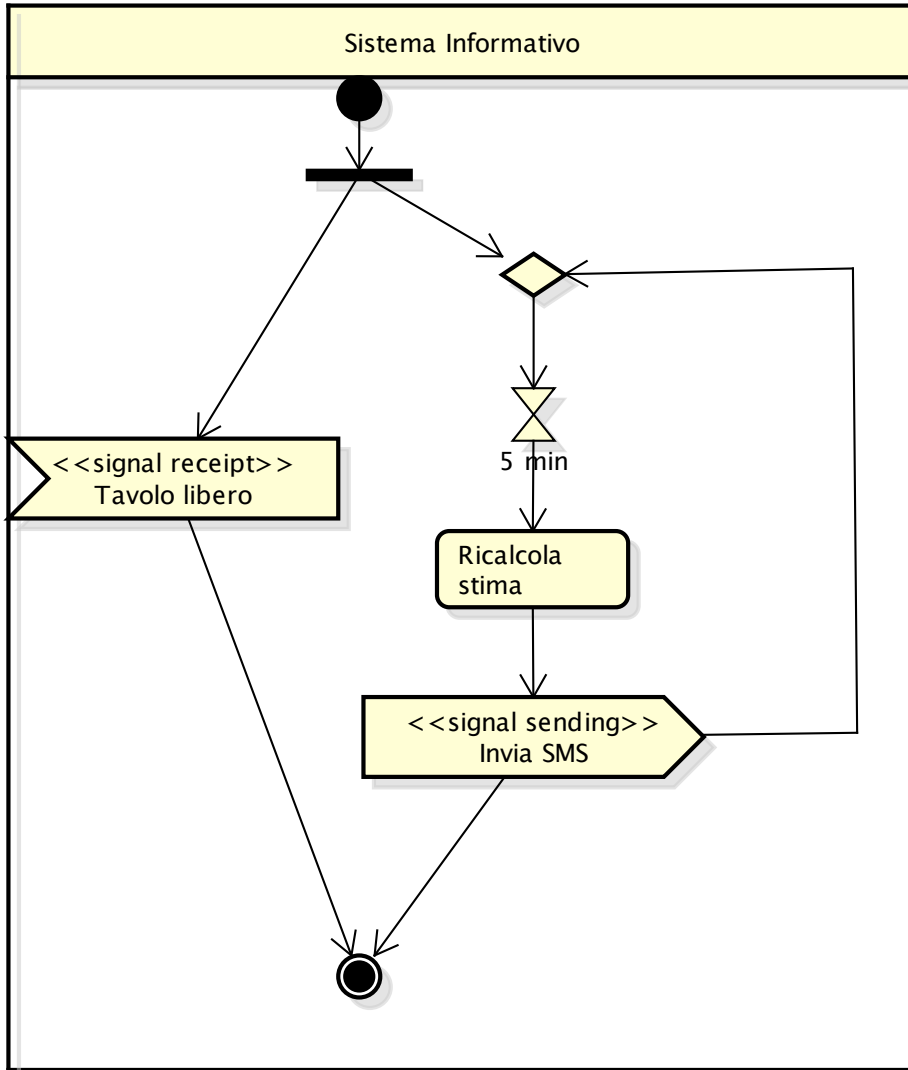 Sistema Informativo
<<signal receipt>>
Tavolo libero
5 min
Ricalcola
stima
<<signal sending>>
Invia SMS